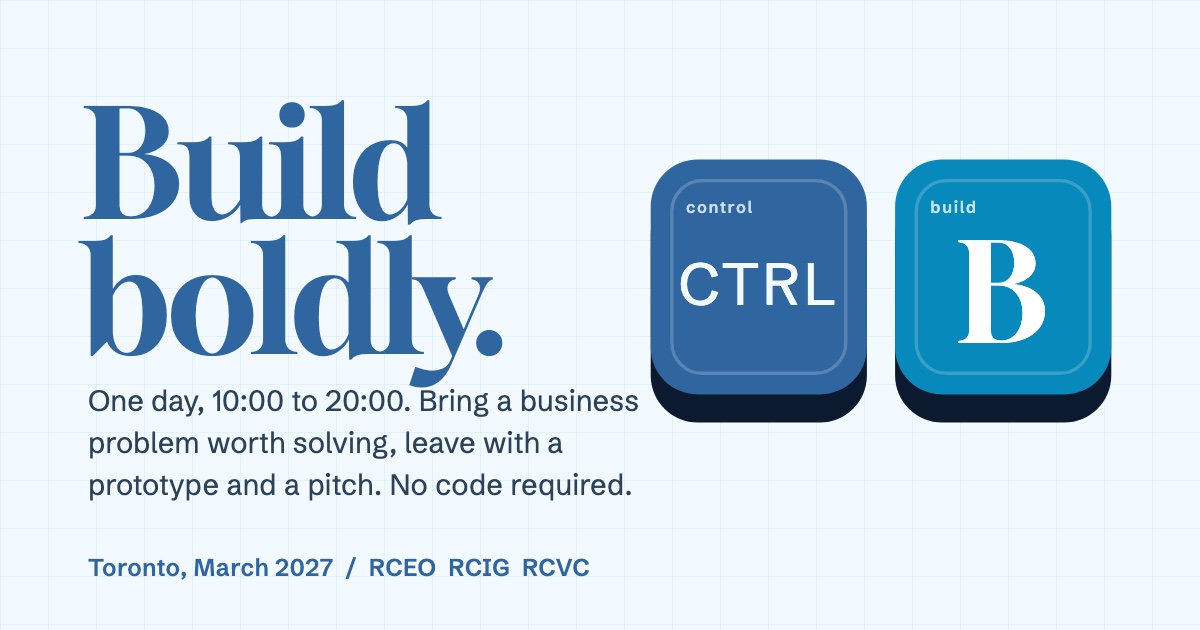 Build
boldly.
One day, 10:00 to 20:00. Bring a business
problem worth solving, leave with a
prototype and a pitch. No code required.
Toronto, March 2027 / RCEO RCIG RCVC
control
CTRL
build
B